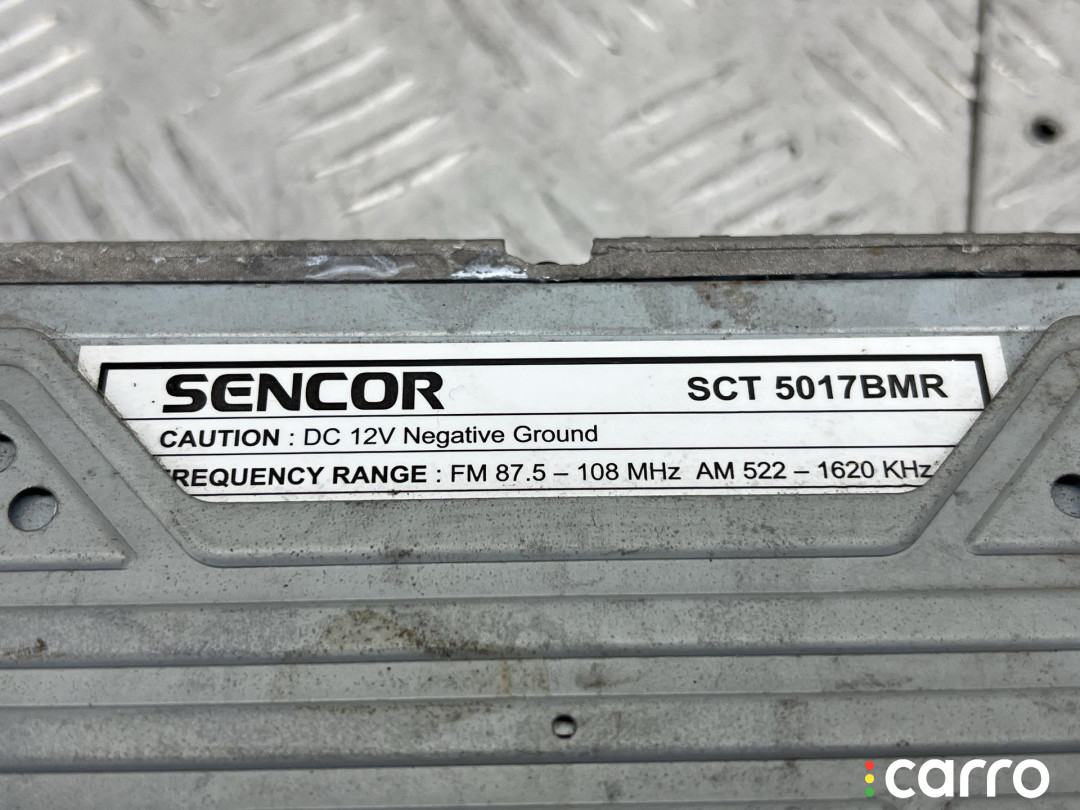 SENCOR SCT 5017BMR
CAUTION : DC 12V Negative Ground
REQUENCY RANGE : FM 87.5 – 108 MHz AM 522 – 1620 KHz
carro